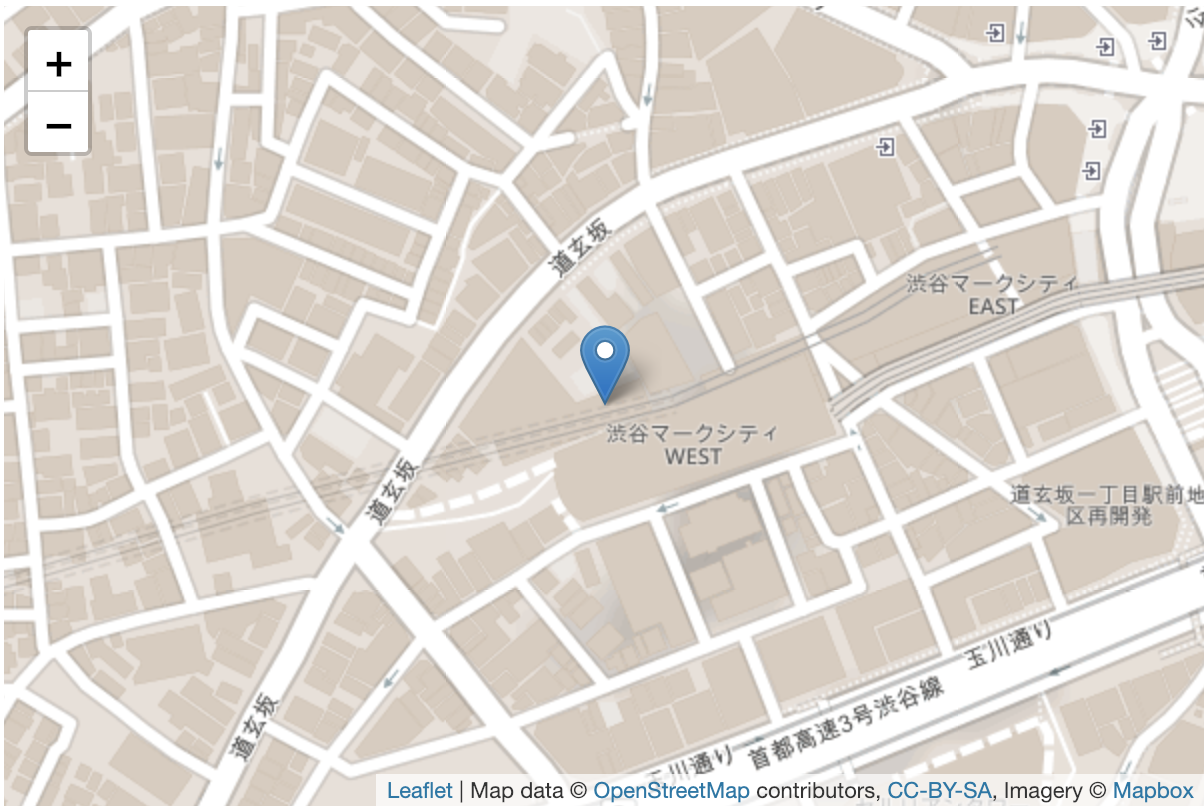 +
−
道玄坂
渋谷マークシティ
EAST
渋谷マークシティ
WEST
道玄坂
道玄坂一丁目駅前地
区再開発
玉川通り
首都高速3号渋谷線
道玄坂
玉川通り
Leaflet | Map data © OpenStreetMap contributors, CC-BY-SA, Imagery © Mapbox